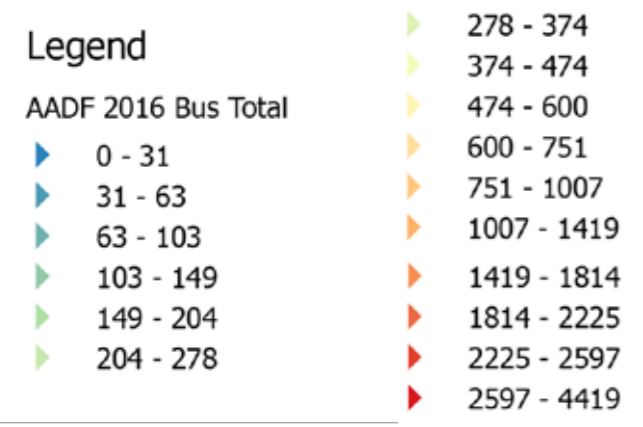 Legend
AADF 2016 Bus Total
0 - 31
31 - 63
63 - 103
103 - 149
149 - 204
204 - 278
278 - 374
374 - 474
474 - 600
600 - 751
751 - 1007
1007 - 1419
1419 - 1814
1814 - 2225
2225 - 2597
2597 - 4419